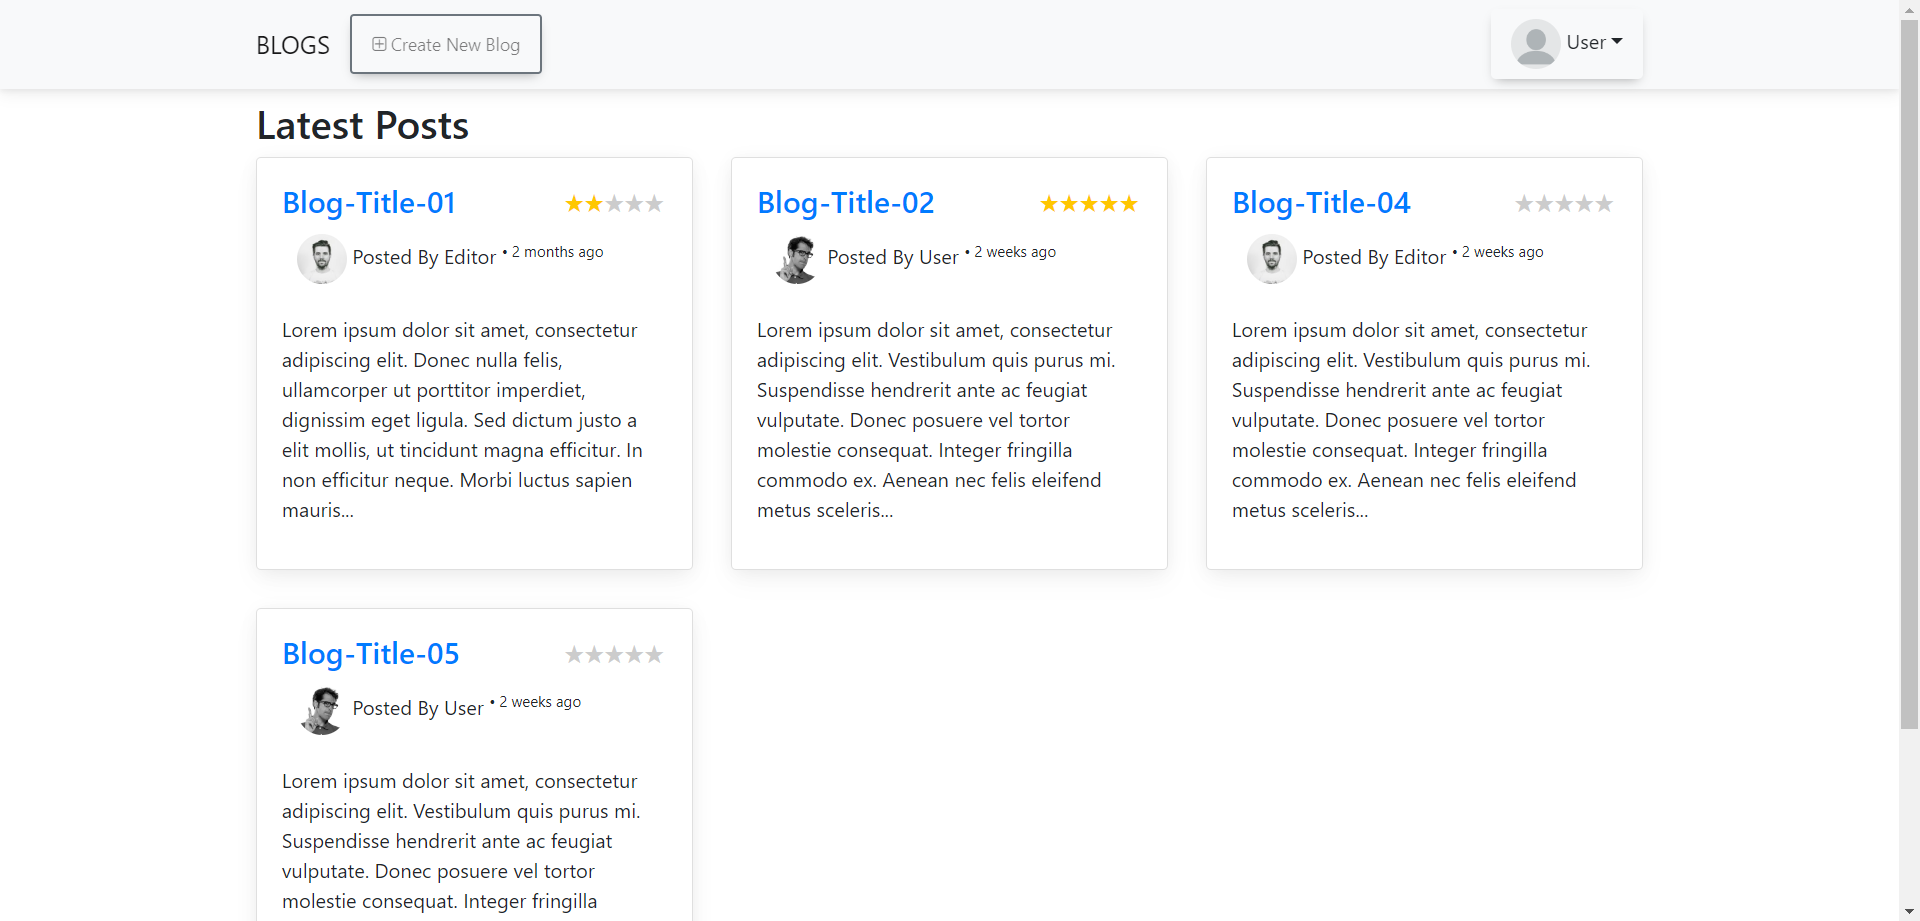 BLOGS
Create New Blog
User
Latest Posts
Blog-Title-01
Posted By Editor • 2 months ago
Lorem ipsum dolor sit amet, consectetur
adipiscing elit. Donec nulla felis,
ullamcorper ut porttitor imperdiet,
dignissim eget ligula. Sed dictum justo a
elit mollis, ut tincidunt magna efficitur. In
non efficitur neque. Morbi luctus sapien
mauris...
Blog-Title-02
Posted By User • 2 weeks ago
Lorem ipsum dolor sit amet, consectetur
adipiscing elit. Vestibulum quis purus mi.
Suspendisse hendrerit ante ac feugiat
vulputate. Donec posuere vel tortor
molestie consequat. Integer fringilla
commodo ex. Aenean nec felis eleifend
metus sceleris...
Blog-Title-04
Posted By Editor • 2 weeks ago
Lorem ipsum dolor sit amet, consectetur
adipiscing elit. Vestibulum quis purus mi.
Suspendisse hendrerit ante ac feugiat
vulputate. Donec posuere vel tortor
molestie consequat. Integer fringilla
commodo ex. Aenean nec felis eleifend
metus sceleris...
Blog-Title-05
Posted By User • 2 weeks ago
Lorem ipsum dolor sit amet, consectetur
adipiscing elit. Vestibulum quis purus mi.
Suspendisse hendrerit ante ac feugiat
vulputate. Donec posuere vel tortor
molestie consequat. Integer fringilla